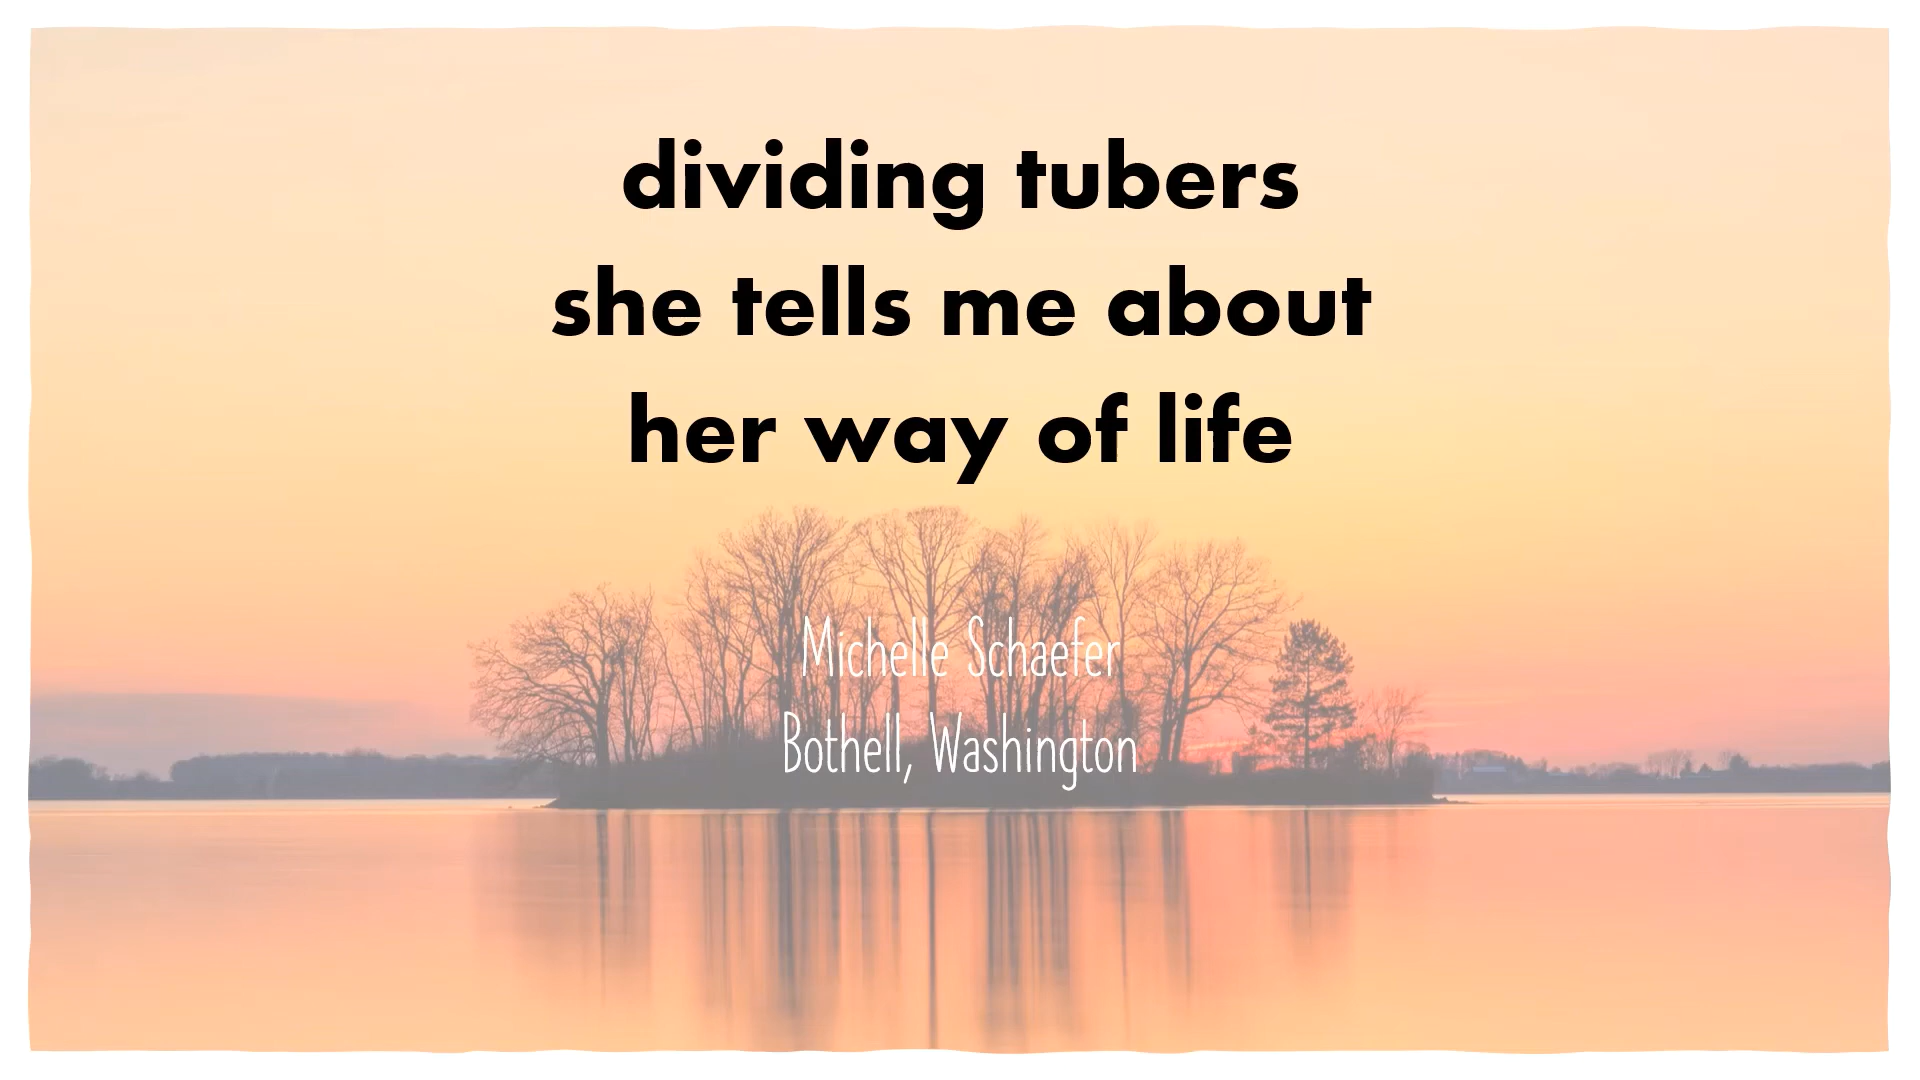 dividing tubers
she tells me about
her way of life
Michelle Schaefer
Bothell, Washington